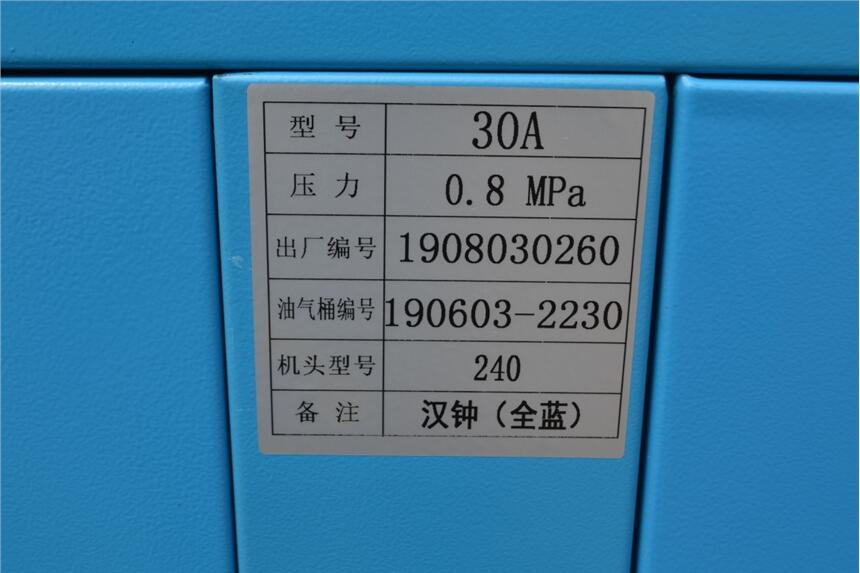 型号 30A
压力 0.8 MPa
出厂编号 1908030260
油气桶编号 190603-2230
机头型号 240
备注 汉钟（全蓝）